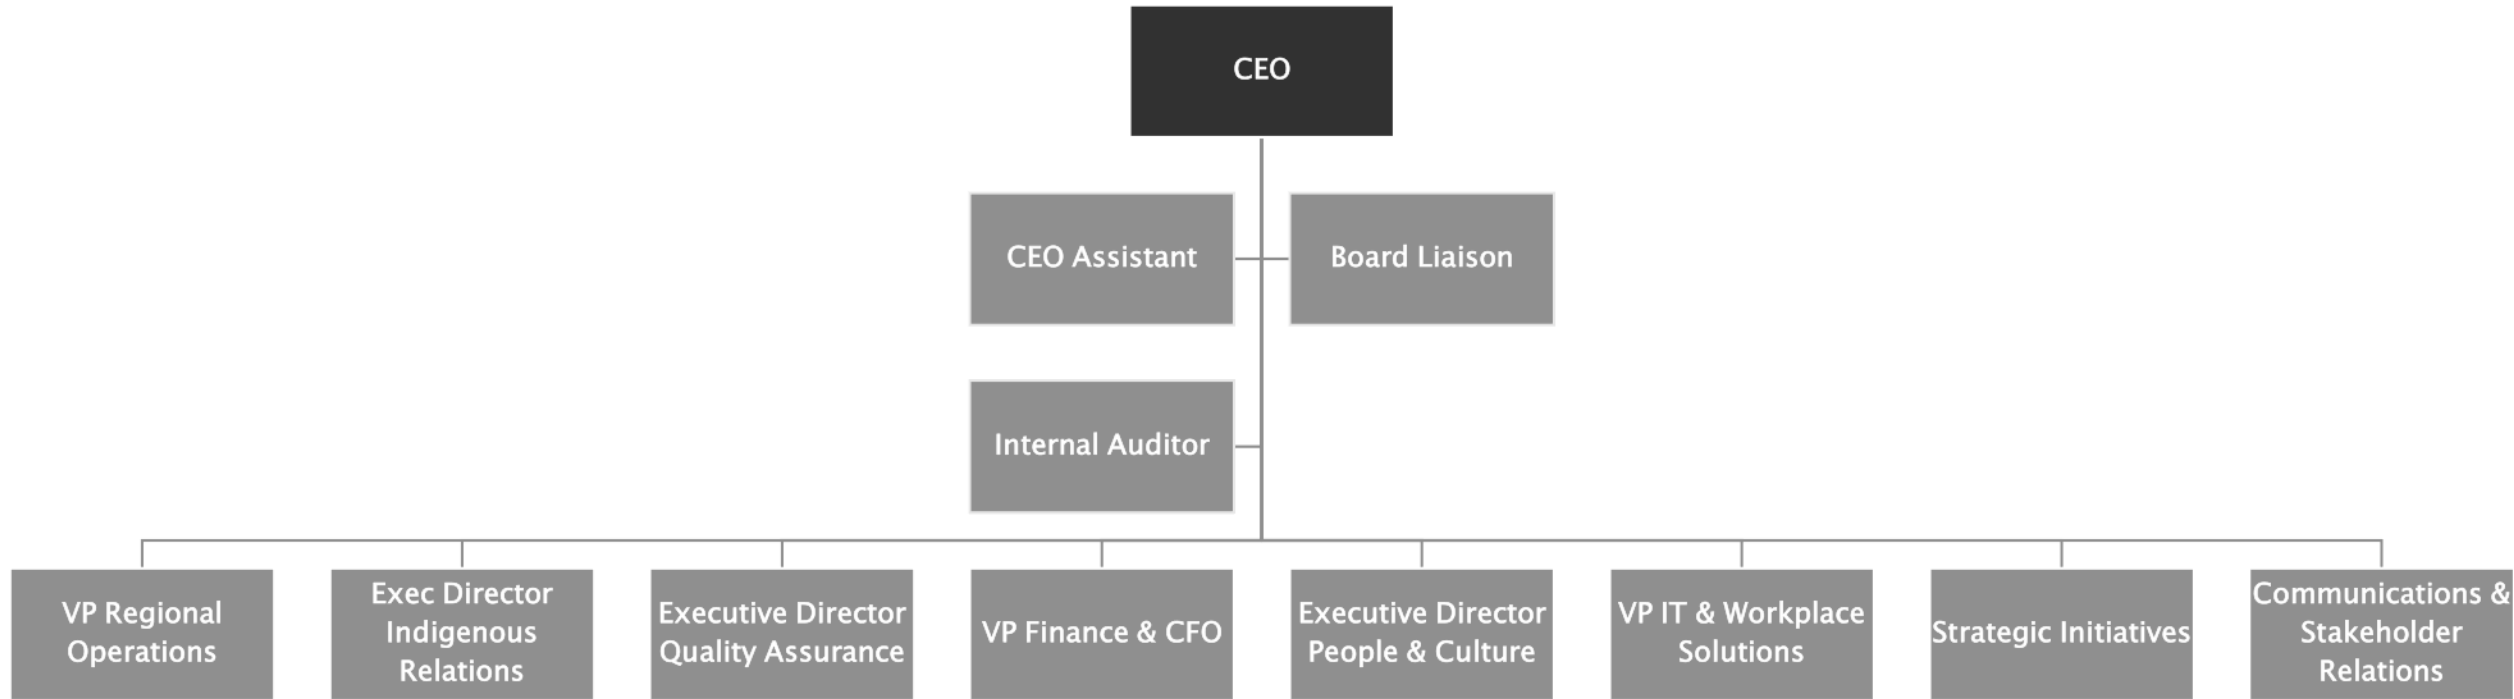 CEO
CEO Assistant
Board Liaison
Internal Auditor
VP Regional
Operations
Exec Director
Indigenous
Relations
Executive Director
Quality Assurance
VP Finance & CFO
Executive Director
People & Culture
VP IT & Workplace
Solutions
Strategic Initiatives
Communications &
Stakeholder
Relations